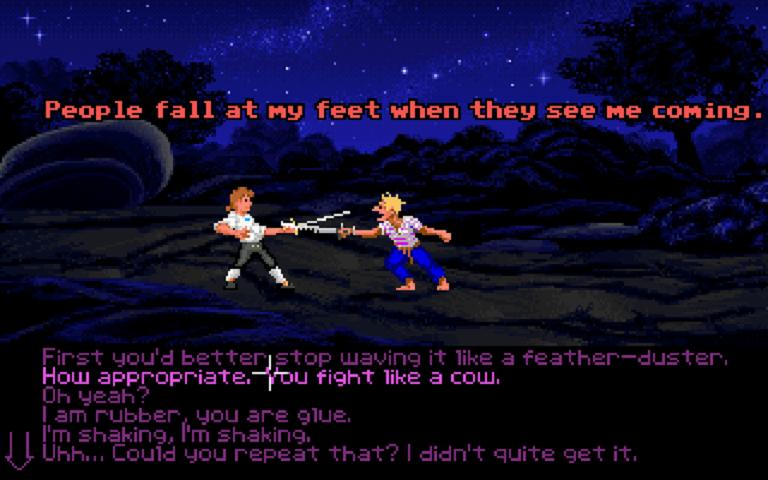 People fall at my feet when they see me coming.
First you'd better stop waving it like a feather-duster.
How appropriate. You fight like a cow.
Oh yeah?
I am rubber, you are glue.
I'm shaking, I'm shaking.
Uhh... Could you repeat that? I didn't quite get it.